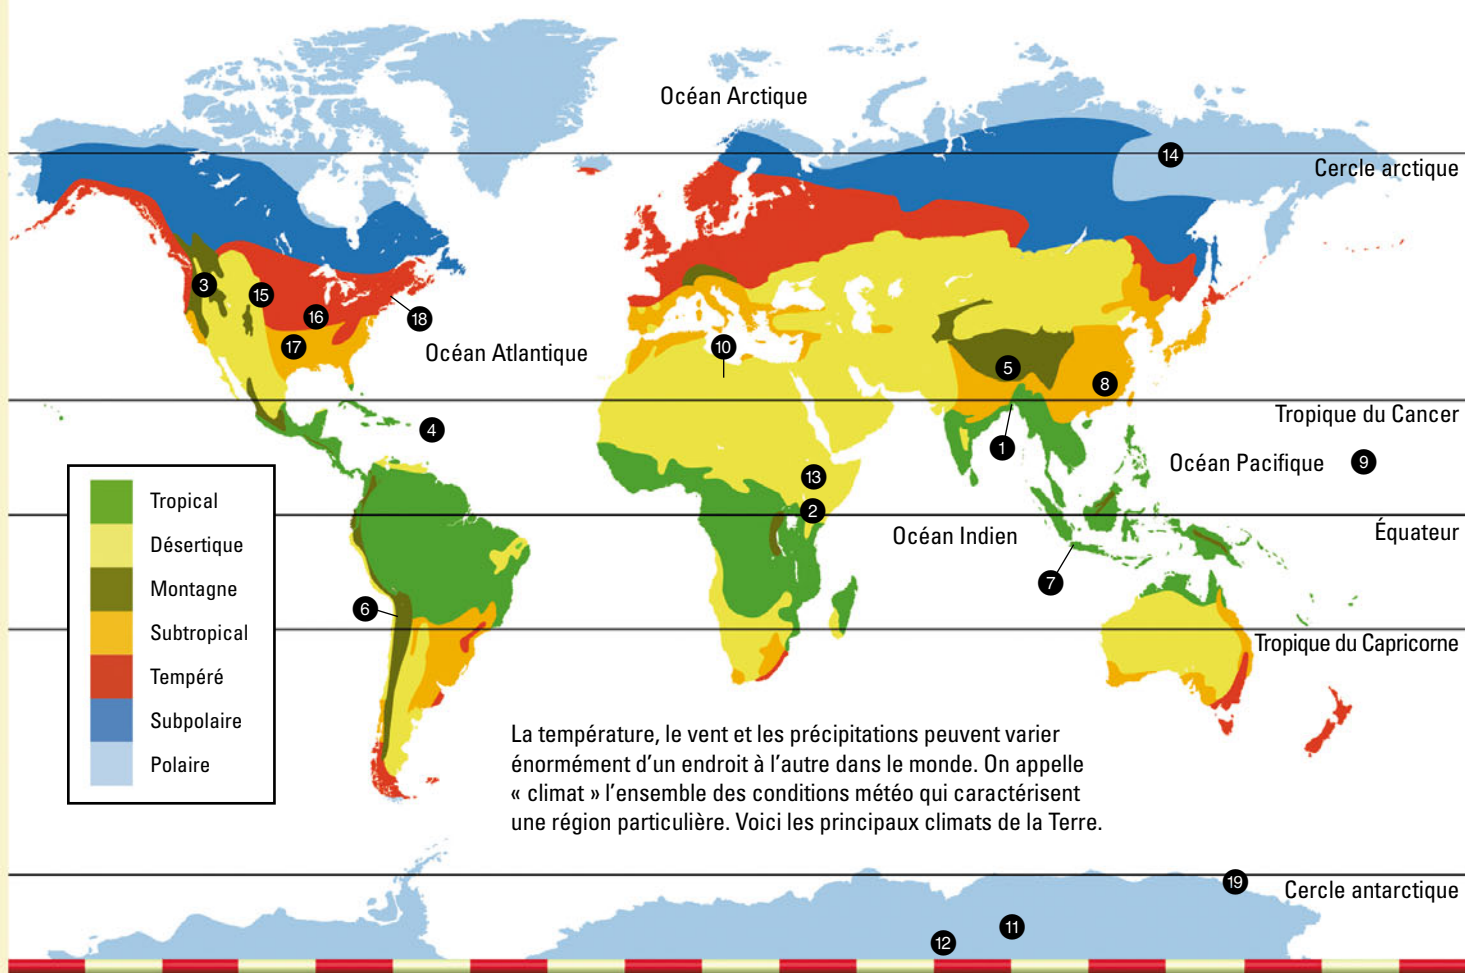 Océan Arctique
14
Cercle arctique
3
15
16
18
17
Océan Atlantique
10
5
8
Tropique du Cancer
4
1
Océan Pacifique
9
13
2
Océan Indien
Équateur
7
6
Tropique du Capricorne
Tropical
Désertique
Montagne
Subtropical
Tempéré
Subpolaire
Polaire
La température, le vent et les précipitations peuvent varier
énormément d’un endroit à l’autre dans le monde. On appelle
« climat » l’ensemble des conditions météo qui caractérisent
une région particulière. Voici les principaux climats de la Terre.
19
Cercle antarctique
11
12